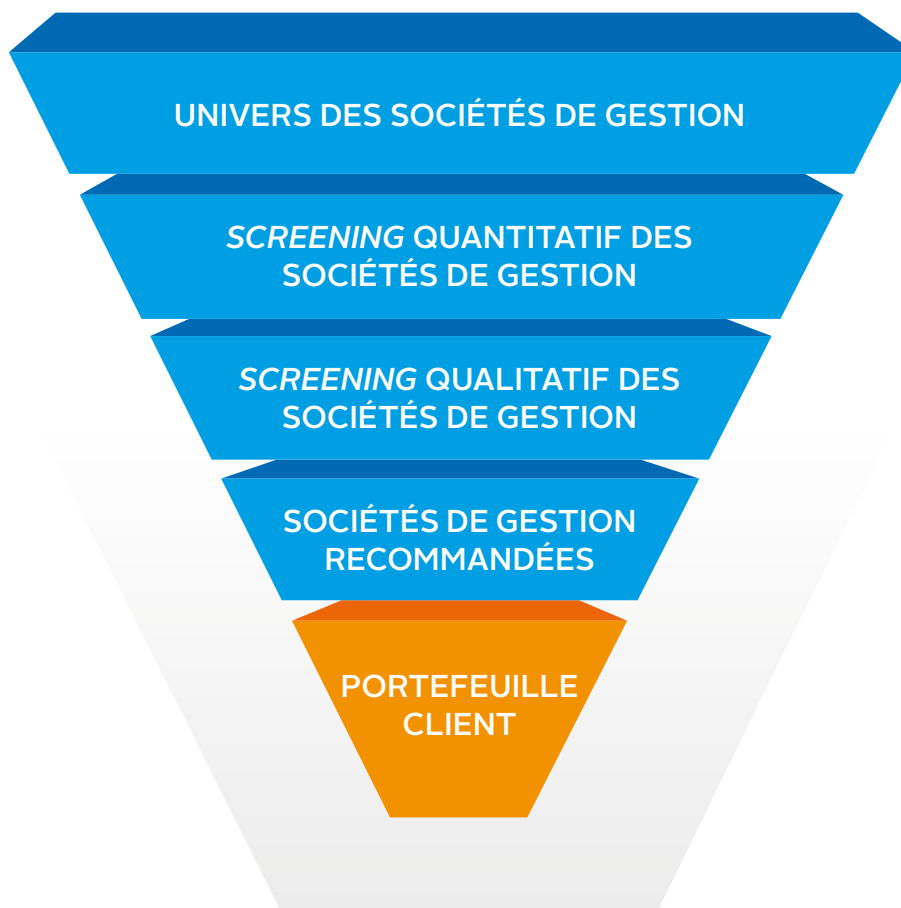 UNIVERS DES SOCIÉTÉS DE GESTION
SCREENING QUANTITATIF DES
SOCIÉTÉS DE GESTION
SCREENING QUALITATIF DES
SOCIÉTÉS DE GESTION
SOCIÉTÉS DE GESTION
RECOMMANDÉES
PORTEFEUILLE
CLIENT